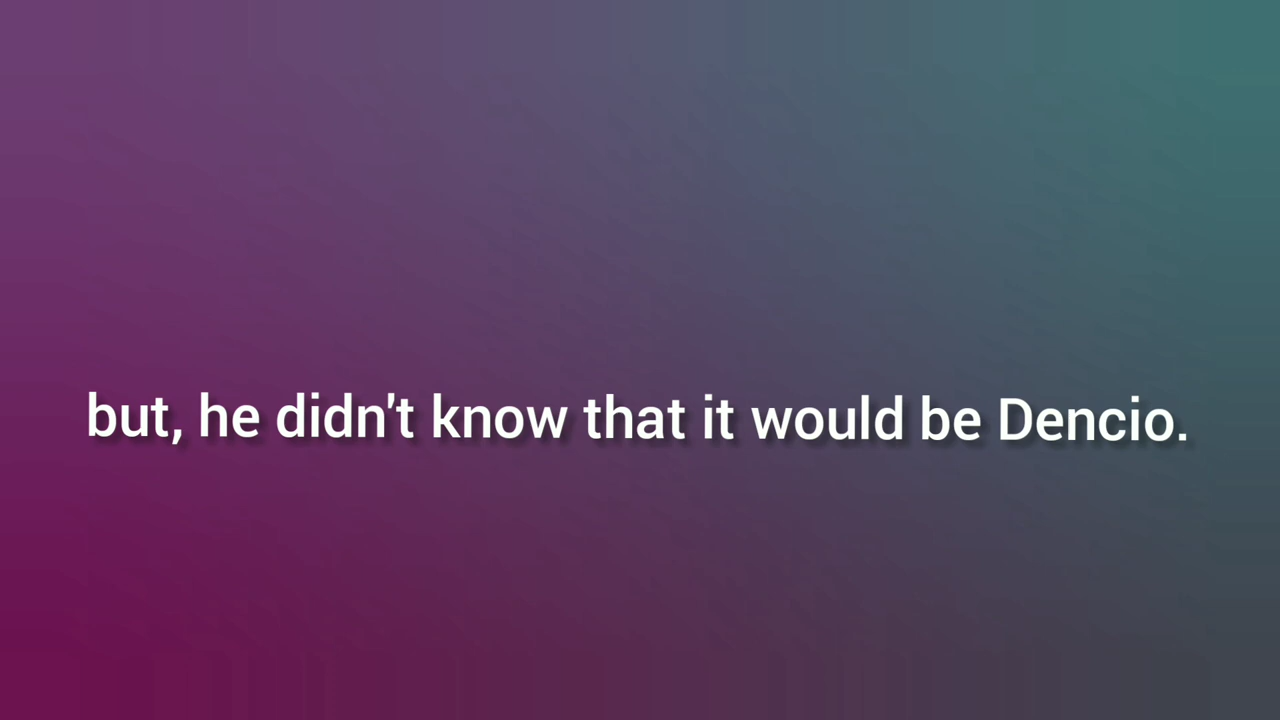 but, he didn't know that it would be Dencio.